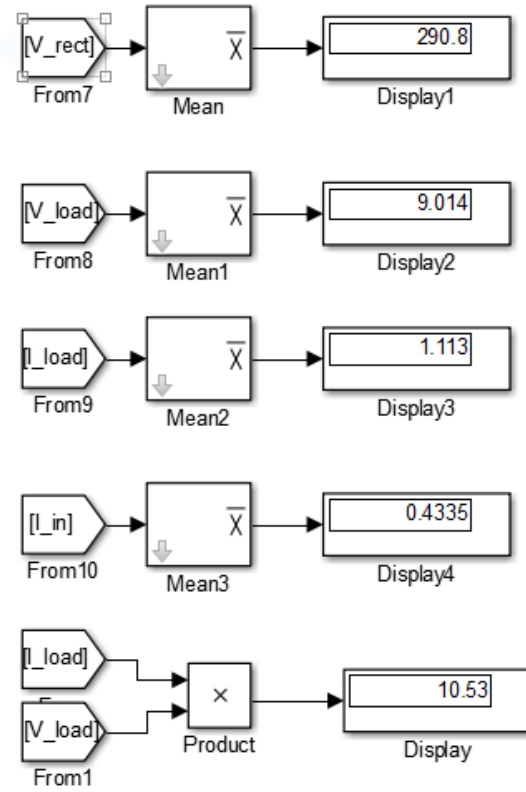 [V_rect]
x
290.8
From7
Mean
Display1
[V_load]
x
9.014
From8
Mean1
Display2
[I_load]
x
1.113
From9
Mean2
Display3
[I_in]
x
0.4335
From10
Mean3
Display4
[I_load]
[V_load]
×
10.53
Product
Display
From1